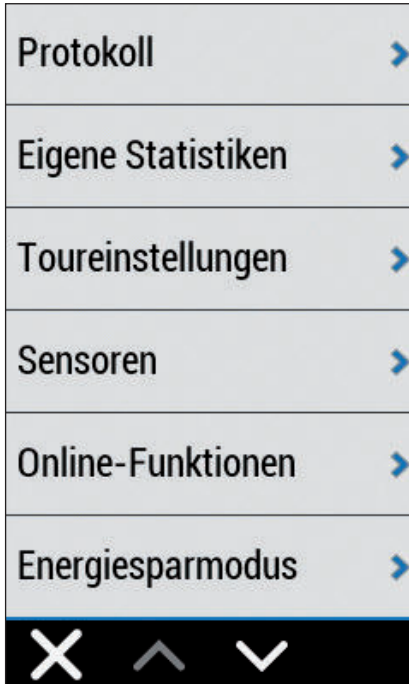 Protokoll
Eigene Statistiken
Toureinstellungen
Sensoren
Online-Funktionen
Energiesparmodus